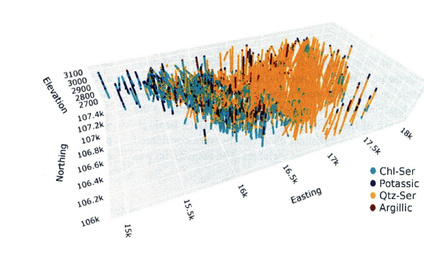 3100
3000
2900
2800
2700
Elevation
107.4k
107.2k
107k
106.8k
106.6k
106.4k
106.2k
106k
Northing
15k
15.5k
16k
16.5k
17k
17.5k
18k
Easting
Chl-Ser
Potassic
Qtz-Ser
Argillic